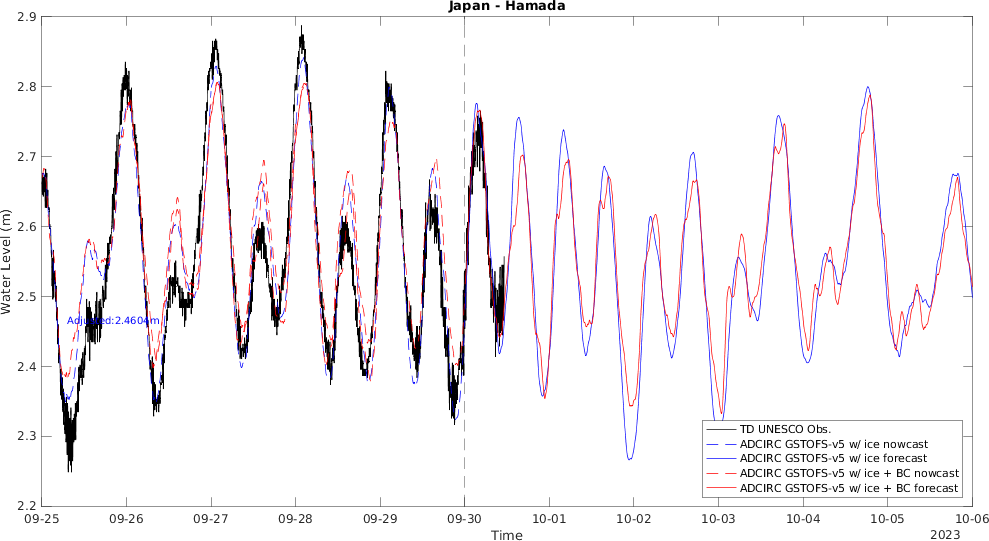 Japan - Hamada
Water Level (m)
2.9
2.8
2.7
2.6
2.5
2.4
2.3
2.2
Adjusted:2.4604m
TD UNESCO Obs.
ADCIRC GSTOFS-v5 w/ ice nowcast
ADCIRC GSTOFS-v5 w/ ice forecast
ADCIRC GSTOFS-v5 w/ ice + BC nowcast
ADCIRC GSTOFS-v5 w/ ice + BC forecast
09-25 09-26 09-27 09-28 09-29 09-30 10-01 10-02 10-03 10-04 10-05 10-06
Time
2023